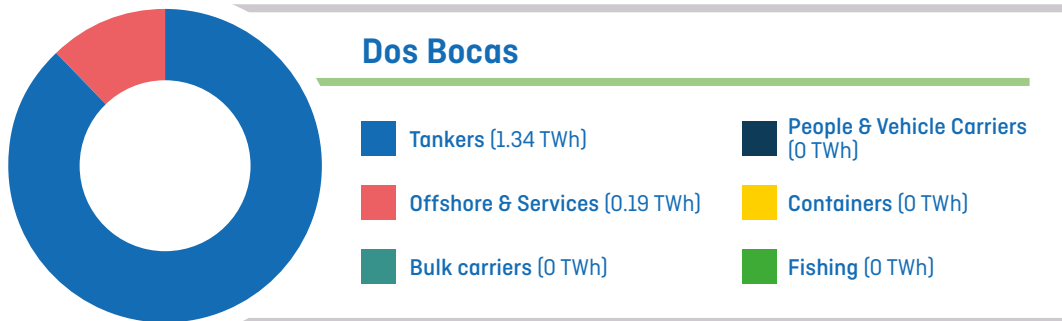 Dos Bocas
Tankers (1.34 TWh)
Offshore & Services (0.19 TWh)
Bulk carriers (0 TWh)
People & Vehicle Carriers
(0 TWh)
Containers (0 TWh)
Fishing (0 TWh)